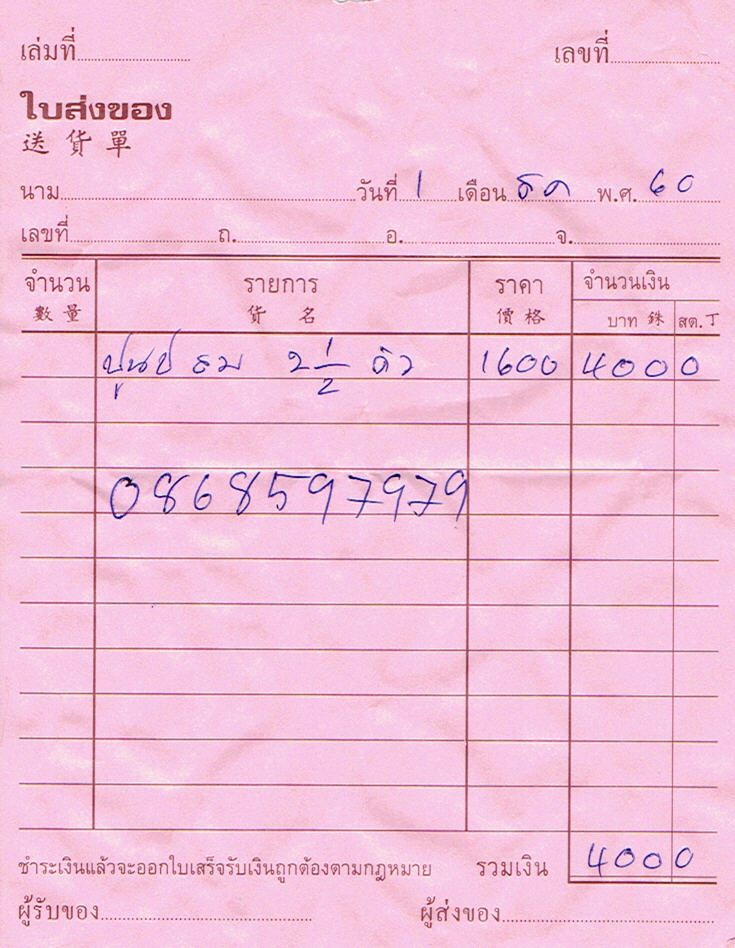 เล่มที่ เลขที่
ใบส่งของ
送 貨 單
นาม วันที่ 1 เดือน ธค พ.ศ. 60
เลขที่ ถ. อ. จ.
จำนวน รายการ ราคา จำนวนเงิน
數 量 貨 名 價 格 บาท 銖 สต. 丁
ปูน ผสม 2 1/2 คิว 1600 4000
0868597979
ชำระเงินแล้วจะออกใบเสร็จรับเงินถูกต้องตามกฎหมาย รวมเงิน 4000
ผู้รับของ ผู้ส่งของ